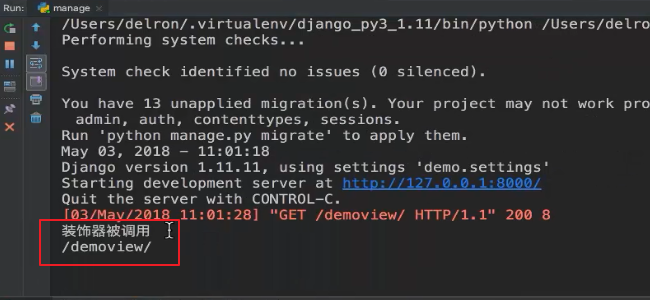 Run: manage ×
/Users/delron/.virtualenv/django_py3_1.11/bin/python /Users/delro
Performing system checks...
System check identified no issues (0 silenced).
You have 13 unapplied migration(s). Your project may not work pro
admin, auth, contenttypes, sessions.
Run 'python manage.py migrate' to apply them.
May 03, 2018 - 11:01:18
Django version 1.11.11, using settings 'demo.settings'
Starting development server at http://127.0.0.1:8000/
Quit the server with CONTROL-C.
[03/May/2018 11:01:28] "GET /demoview/ HTTP/1.1" 200 8
装饰器被调用
/demoview/